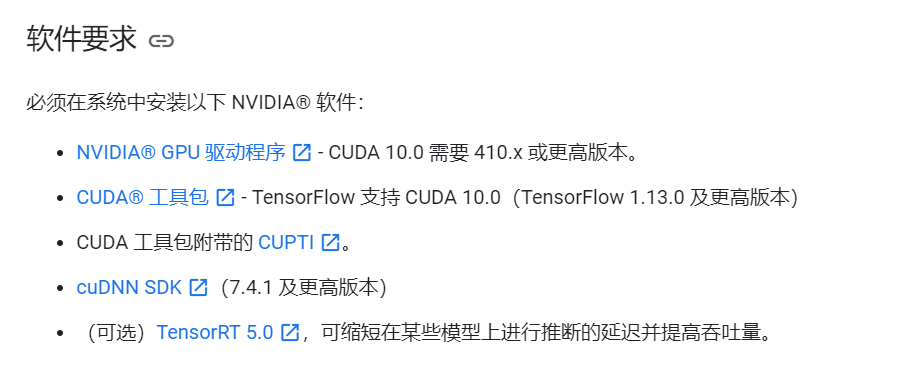 软件要求
必须在系统中安装以下 NVIDIA® 软件：
• NVIDIA® GPU 驱动程序 - CUDA 10.0 需要 410.x 或更高版本。
• CUDA® 工具包 - TensorFlow 支持 CUDA 10.0（TensorFlow 1.13.0 及更高版本）
• CUDA 工具包附带的 CUPTI 。
• cuDNN SDK（7.4.1 及更高版本）
• （可选）TensorRT 5.0 ，可缩短在某些模型上进行推断的延迟并提高吞吐量。